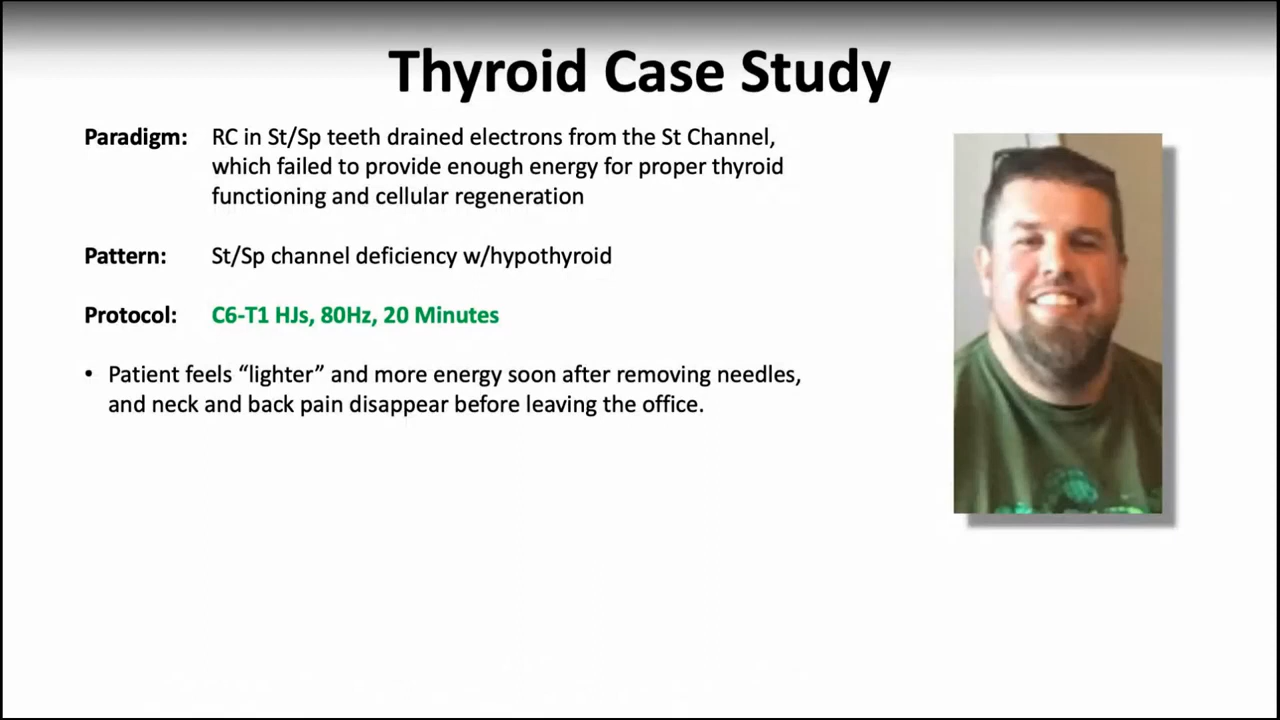 Thyroid Case Study
Paradigm: RC in St/Sp teeth drained electrons from the St Channel,
which failed to provide enough energy for proper thyroid
functioning and cellular regeneration
Pattern: St/Sp channel deficiency w/hypothyroid
Protocol: C6-T1 HJs, 80Hz, 20 Minutes
• Patient feels “lighter” and more energy soon after removing needles,
and neck and back pain disappear before leaving the office.